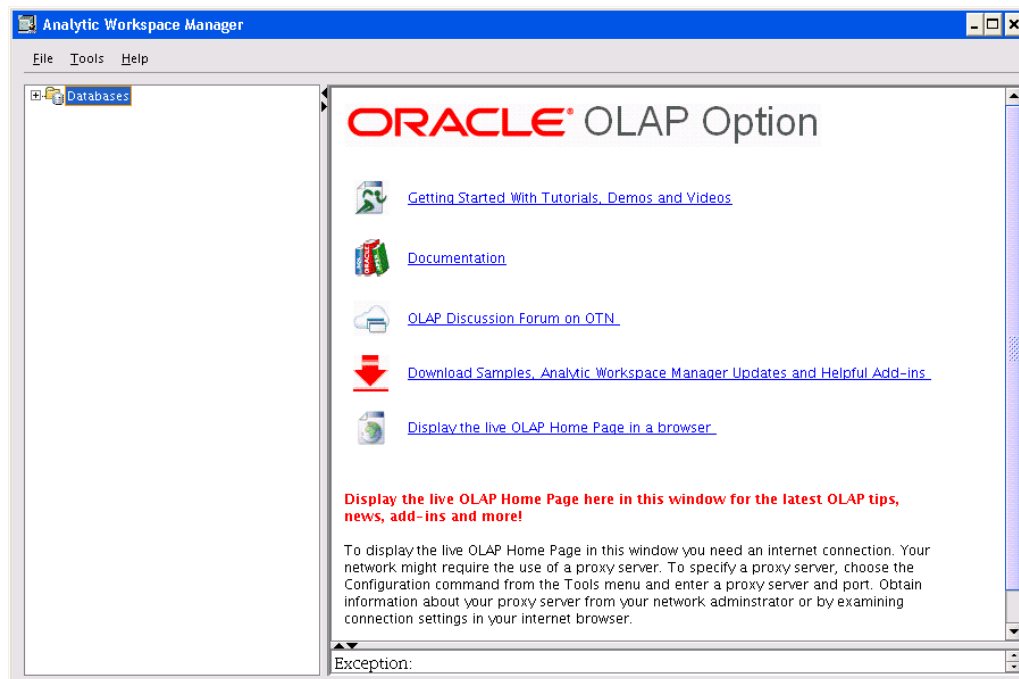 Analytic Workspace Manager
File Tools Help
Databases
ORACLE® OLAP Option
Getting Started With Tutorials, Demos and Videos
Documentation
OLAP Discussion Forum on OTN
Download Samples, Analytic Workspace Manager Updates and Helpful Add-ins
Display the live OLAP Home Page in a browser
Display the live OLAP Home Page here in this window for the latest OLAP tips,
news, add-ins and more!
To display the live OLAP Home Page in this window you need an internet connection. Your
network might require the use of a proxy server. To specify a proxy server, choose the
Configuration command from the Tools menu and enter a proxy server and port. Obtain
information about your proxy server from your network adminstrator or by examining
connection settings in your internet browser.
Exception: